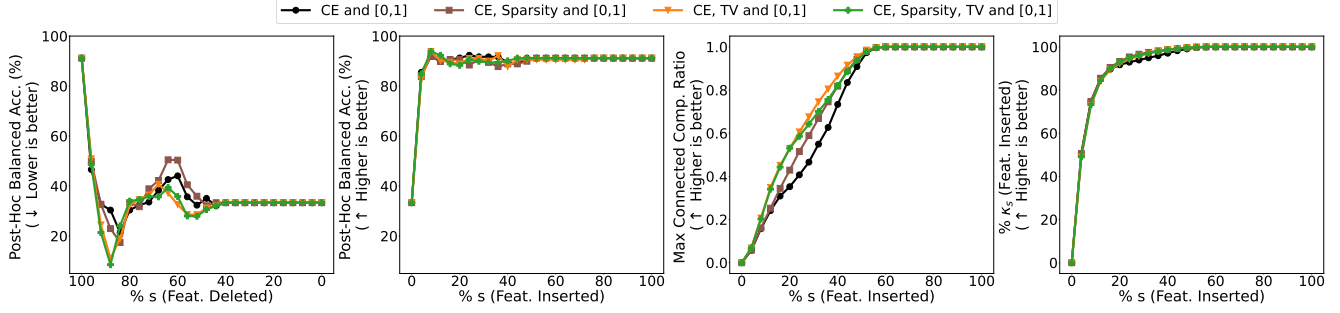 CE and [0,1] CE, Sparsity and [0,1] CE, TV and [0,1] CE, Sparsity, TV and [0,1]
Post-Hoc Balanced Acc. (%)
(↓ Lower is better)
100
80
60
40
20
100 80 60 40 20 0
% s (Feat. Deleted)
Post-Hoc Balanced Acc. (%)
(↑ Higher is better)
100
80
60
40
20
0 20 40 60 80 100
% s (Feat. Inserted)
Max Connected Comp. Ratio
(↑ Higher is better)
1.0
0.8
0.6
0.4
0.2
0.0
0 20 40 60 80 100
% s (Feat. Inserted)
% κs (Feat. Inserted)
(↑ Higher is better)
100
80
60
40
20
0
0 20 40 60 80 100
% s (Feat. Inserted)